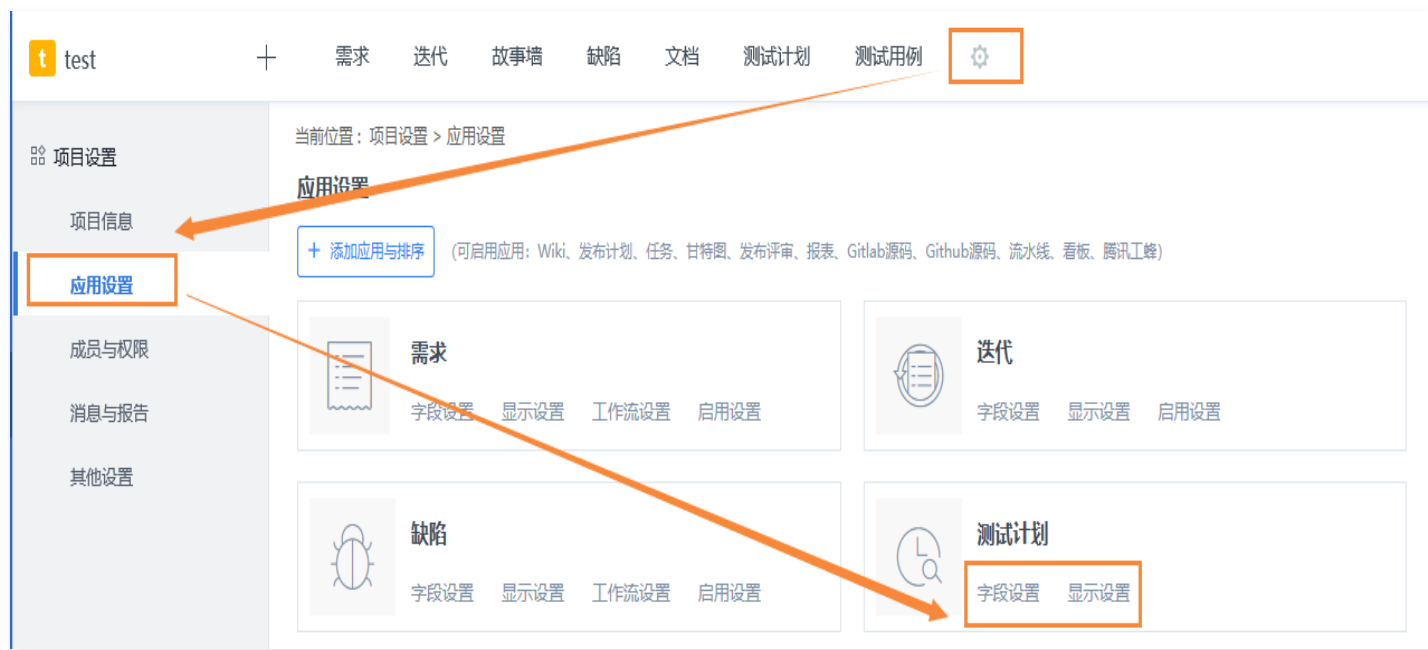 t test + 需求 迭代 故事墙 缺陷 文档 测试计划 测试用例
项目设置
项目信息
应用设置
成员与权限
消息与报告
其他设置
当前位置：项目设置 > 应用设置
应用设置
+ 添加应用与排序 (可启用应用：Wiki、发布计划、任务、甘特图、发布评审、报表、Gitlab源码、Github源码、流水线、看板、腾讯工蜂)
需求
字段设置 显示设置 工作流设置 启用设置
迭代
字段设置 显示设置 启用设置
缺陷
字段设置 显示设置 工作流设置 启用设置
测试计划
字段设置 显示设置